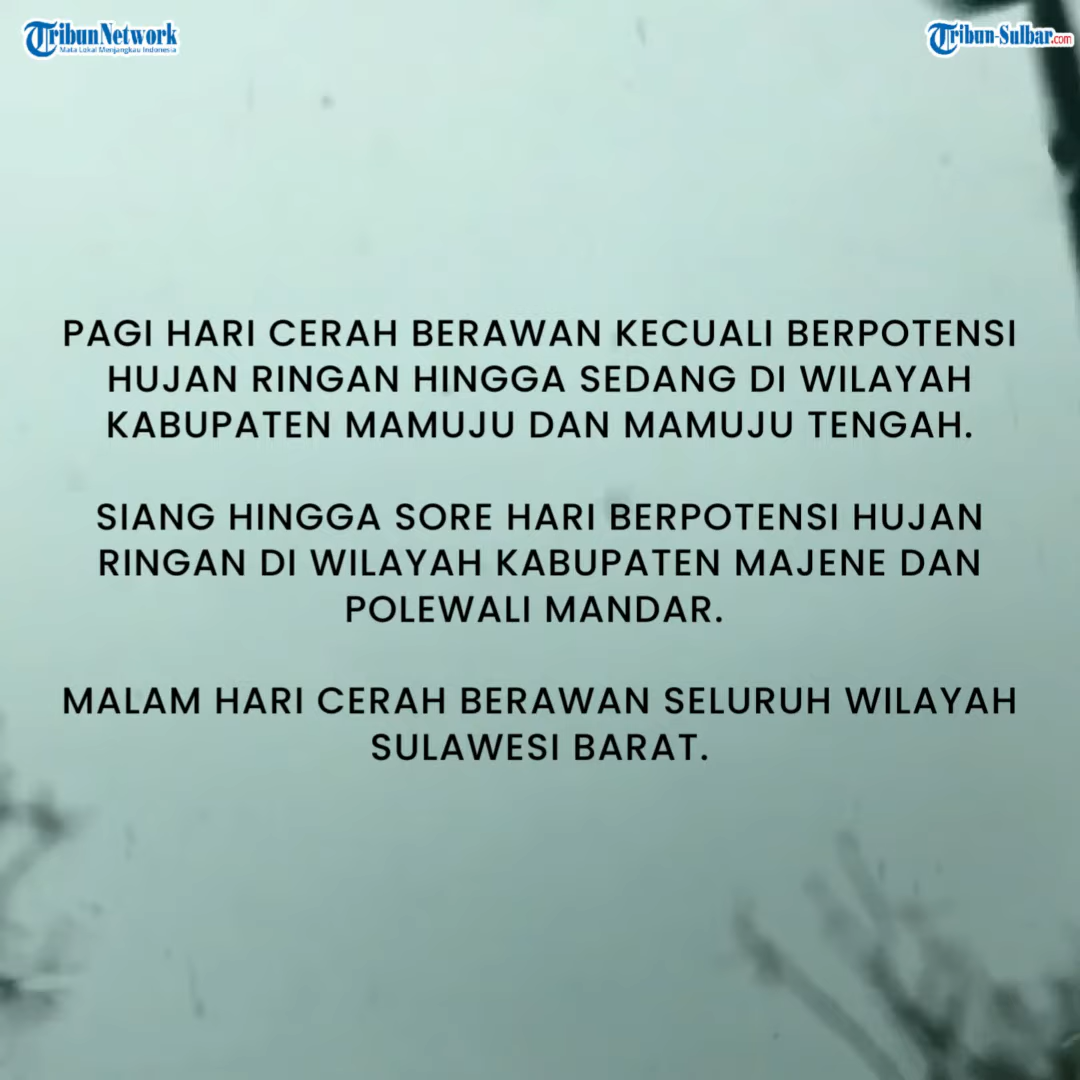 TribunNetwork
Mata Lokal Menjangkau Indonesia
Tribun-Sulbar.com
PAGI HARI CERAH BERAWAN KECUALI BERPOTENSI
HUJAN RINGAN HINGGA SEDANG DI WILAYAH
KABUPATEN MAMUJU DAN MAMUJU TENGAH.
SIANG HINGGA SORE HARI BERPOTENSI HUJAN
RINGAN DI WILAYAH KABUPATEN MAJENE DAN
POLEWALI MANDAR.
MALAM HARI CERAH BERAWAN SELURUH WILAYAH
SULAWESI BARAT.